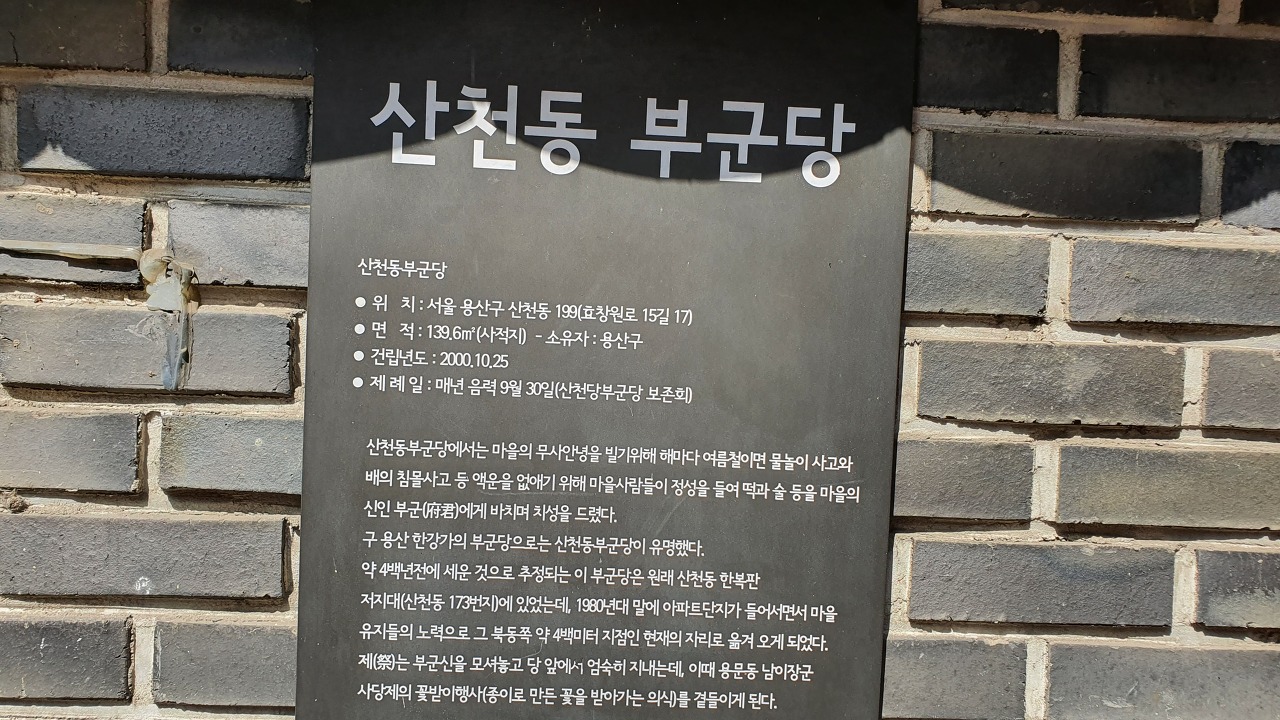 산천동 부군당
산천동부군당
● 위 치 : 서울 용산구 산천동 199(효창원로 15길 17)
● 면 적 : 139.6㎡(사적지) - 소유자 : 용산구
● 건립년도 : 2000.10.25
● 제 례 일 : 매년 음력 9월 30일(산천당부군당 보존회)
산천동부군당에서는 마을의 무사안녕을 빌기위해 해마다 여름철이면 물놀이 사고와
배의 침몰사고 등 액운을 없애기 위해 마을사람들이 정성을 들여 떡과 술 등을 마을의
신인 부군(府君)에게 바치며 치성을 드렸다.
구 용산 한강가의 부군당으로는 산천동부군당이 유명했다.
약 4백년전에 세운 것으로 추정되는 이 부군당은 원래 산천동 한복판
저지대(산천동 173번지)에 있었는데, 1980년대 말에 아파트단지가 들어서면서 마을
유지들의 노력으로 그 북동쪽 약 4백미터 지점인 현재의 자리로 옮겨 오게 되었다.
제(祭)는 부군신을 모셔놓고 당 앞에서 엄숙히 지내는데, 이때 용문동 남이장군
사당제의 꽃받이행사(종이로 만든 꽃을 받아가는 의식)를 곁들이게 된다.